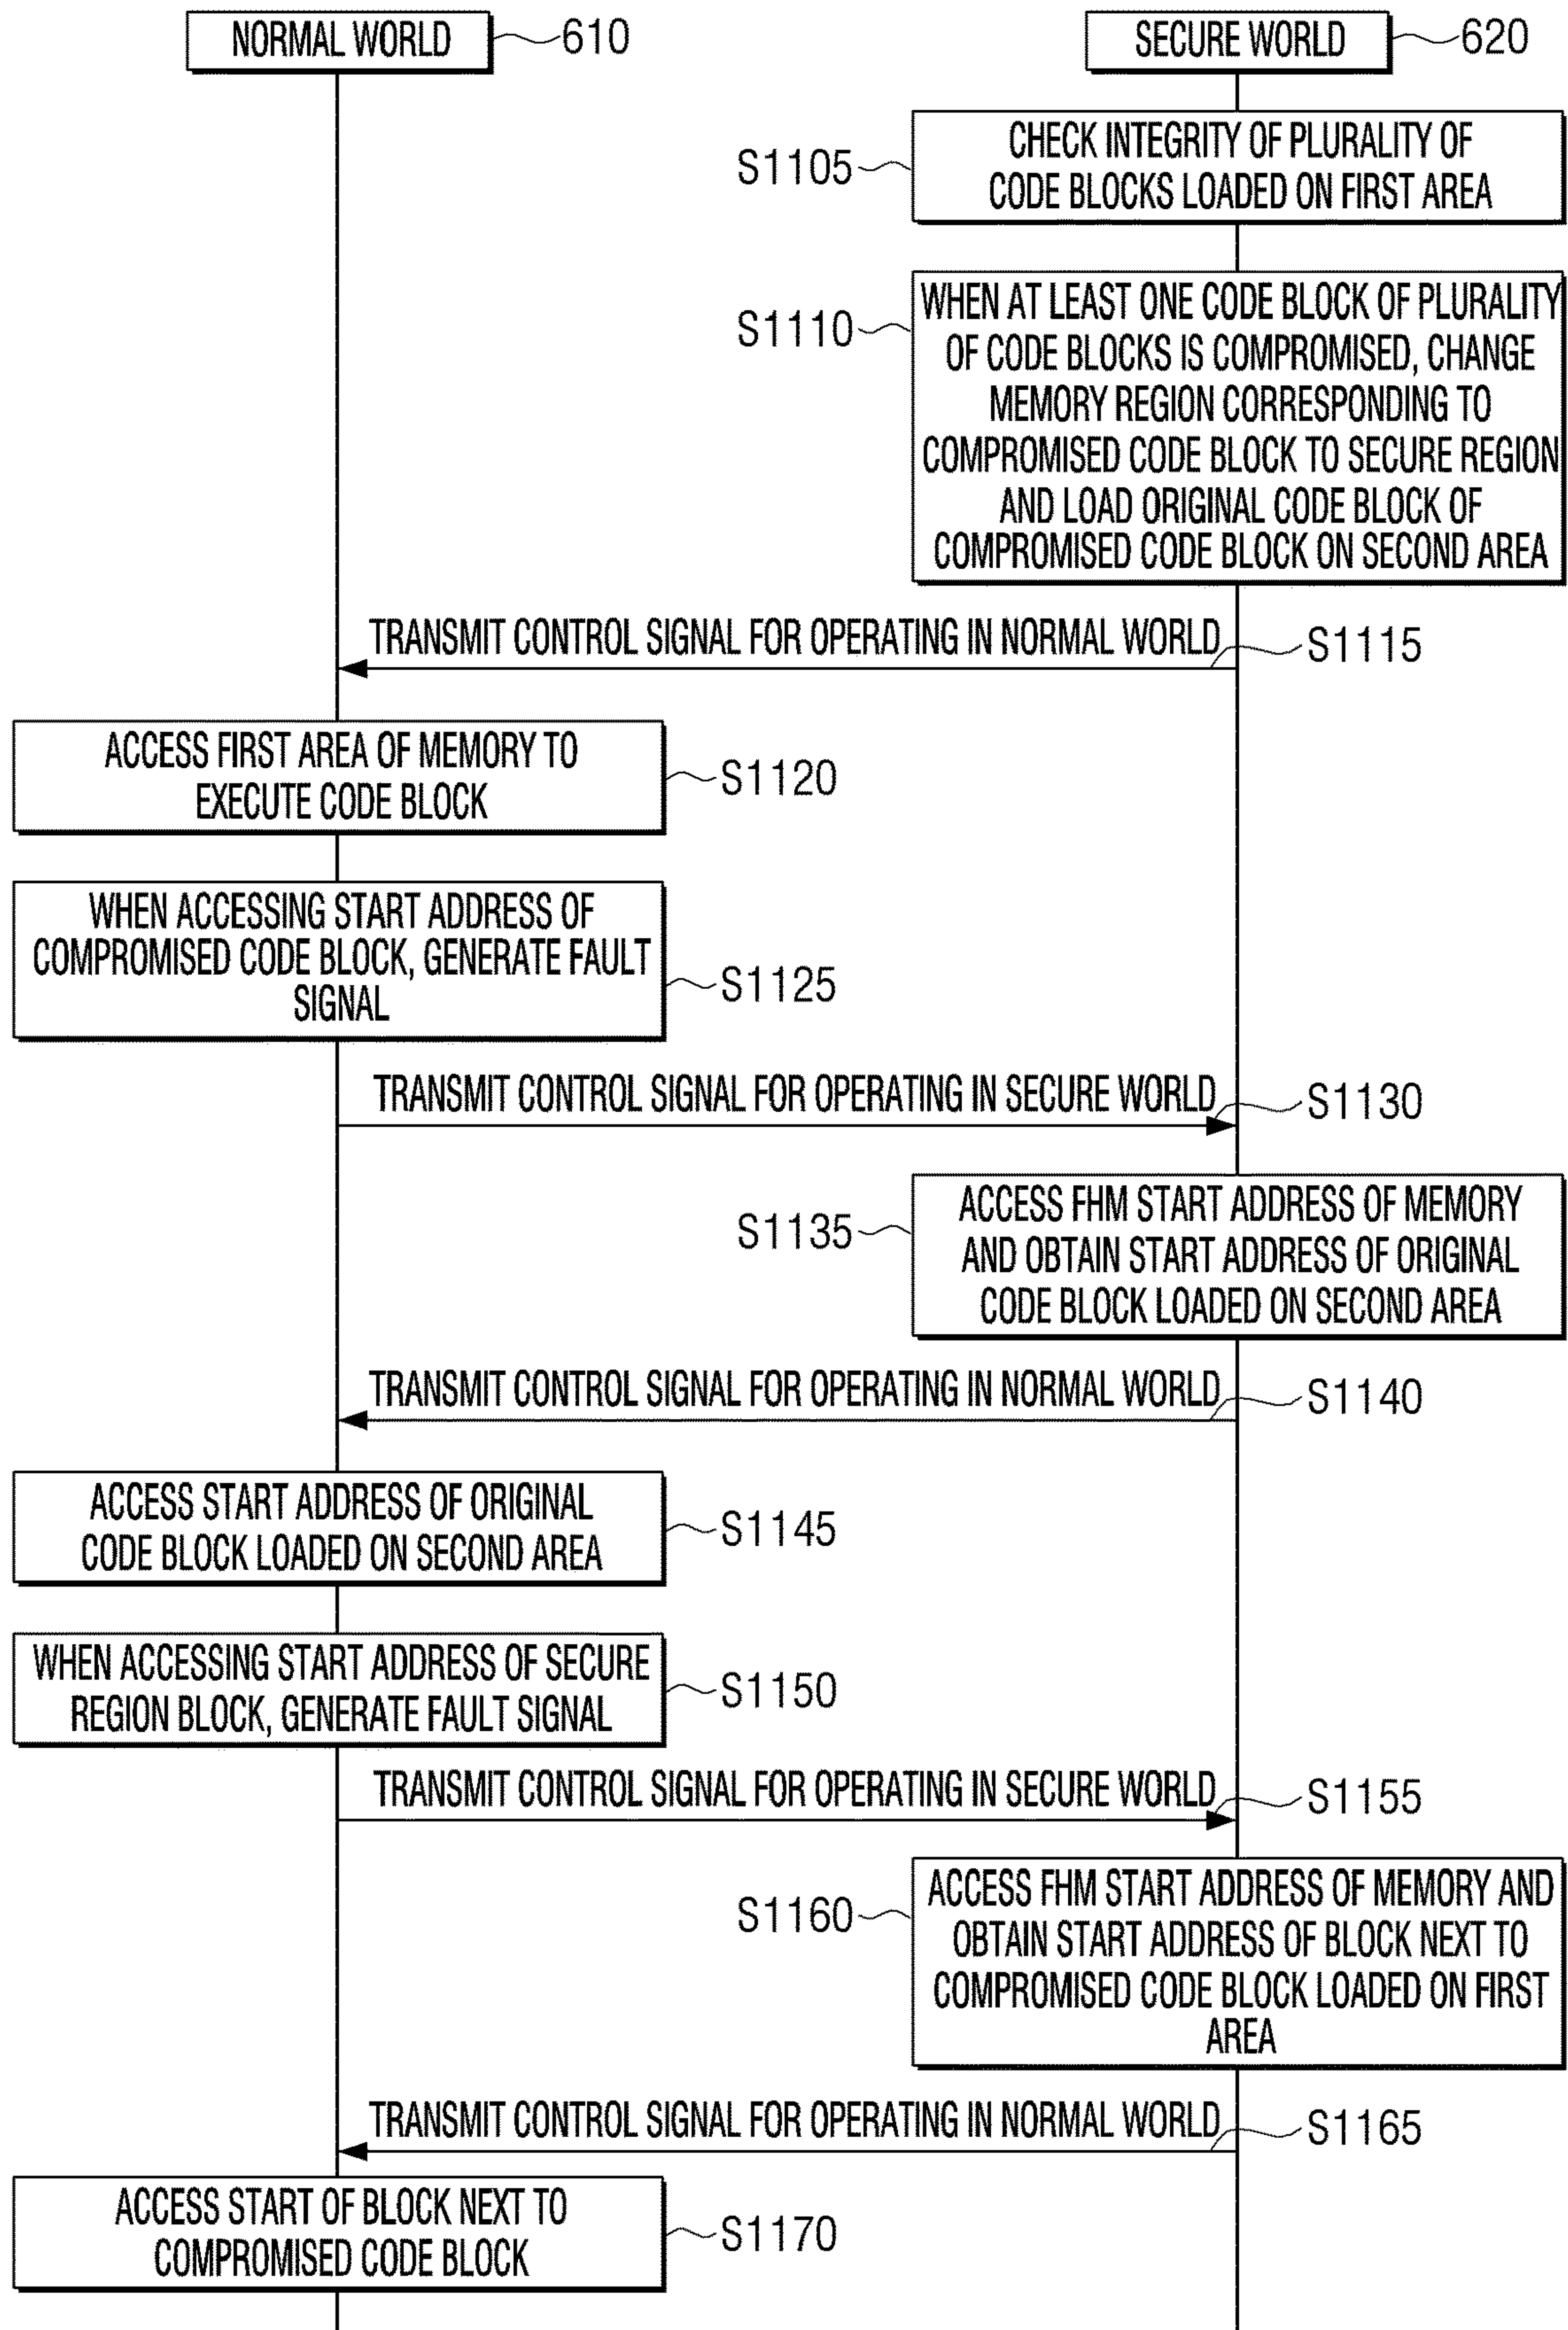 NORMAL WORLD
610
SECURE WORLD
620
S1105
CHECK INTEGRITY OF PLURALITY OF
CODE BLOCKS LOADED ON FIRST AREA
S1110
WHEN AT LEAST ONE CODE BLOCK OF PLURALITY
OF CODE BLOCKS IS COMPROMISED, CHANGE
MEMORY REGION CORRESPONDING TO
COMPROMISED CODE BLOCK TO SECURE REGION
AND LOAD ORIGINAL CODE BLOCK OF
COMPROMISED CODE BLOCK ON SECOND AREA
TRANSMIT CONTROL SIGNAL FOR OPERATING IN NORMAL WORLD
S1115
ACCESS FIRST AREA OF MEMORY TO
EXECUTE CODE BLOCK
S1120
WHEN ACCESSING START ADDRESS OF
COMPROMISED CODE BLOCK, GENERATE FAULT
SIGNAL
S1125
TRANSMIT CONTROL SIGNAL FOR OPERATING IN SECURE WORLD
S1130
S1135
ACCESS FHM START ADDRESS OF MEMORY
AND OBTAIN START ADDRESS OF ORIGINAL
CODE BLOCK LOADED ON SECOND AREA
TRANSMIT CONTROL SIGNAL FOR OPERATING IN NORMAL WORLD
S1140
ACCESS START ADDRESS OF ORIGINAL
CODE BLOCK LOADED ON SECOND AREA
S1145
WHEN ACCESSING START ADDRESS OF SECURE
REGION BLOCK, GENERATE FAULT SIGNAL
S1150
TRANSMIT CONTROL SIGNAL FOR OPERATING IN SECURE WORLD
S1155
S1160
ACCESS FHM START ADDRESS OF MEMORY AND
OBTAIN START ADDRESS OF BLOCK NEXT TO
COMPROMISED CODE BLOCK LOADED ON FIRST
AREA
TRANSMIT CONTROL SIGNAL FOR OPERATING IN NORMAL WORLD
S1165
ACCESS START OF BLOCK NEXT TO
COMPROMISED CODE BLOCK
S1170